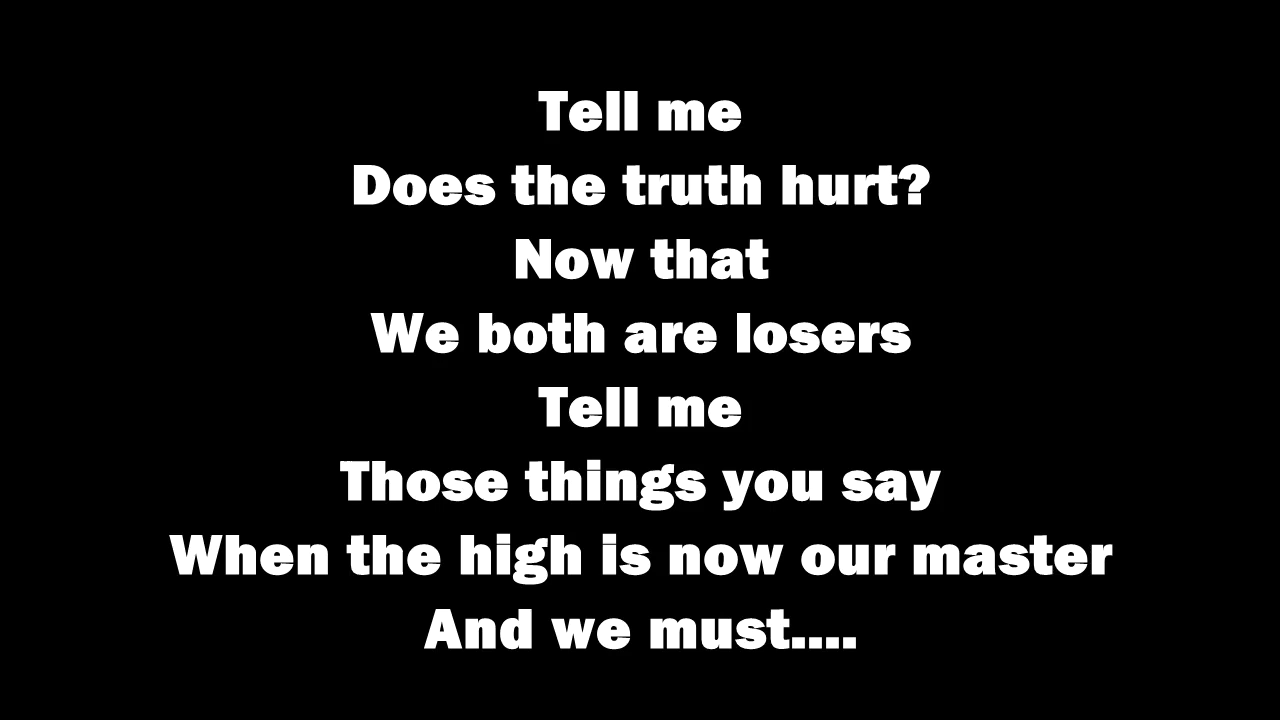 Tell me
Does the truth hurt?
Now that
We both are losers
Tell me
Those things you say
When the high is now our master
And we must....